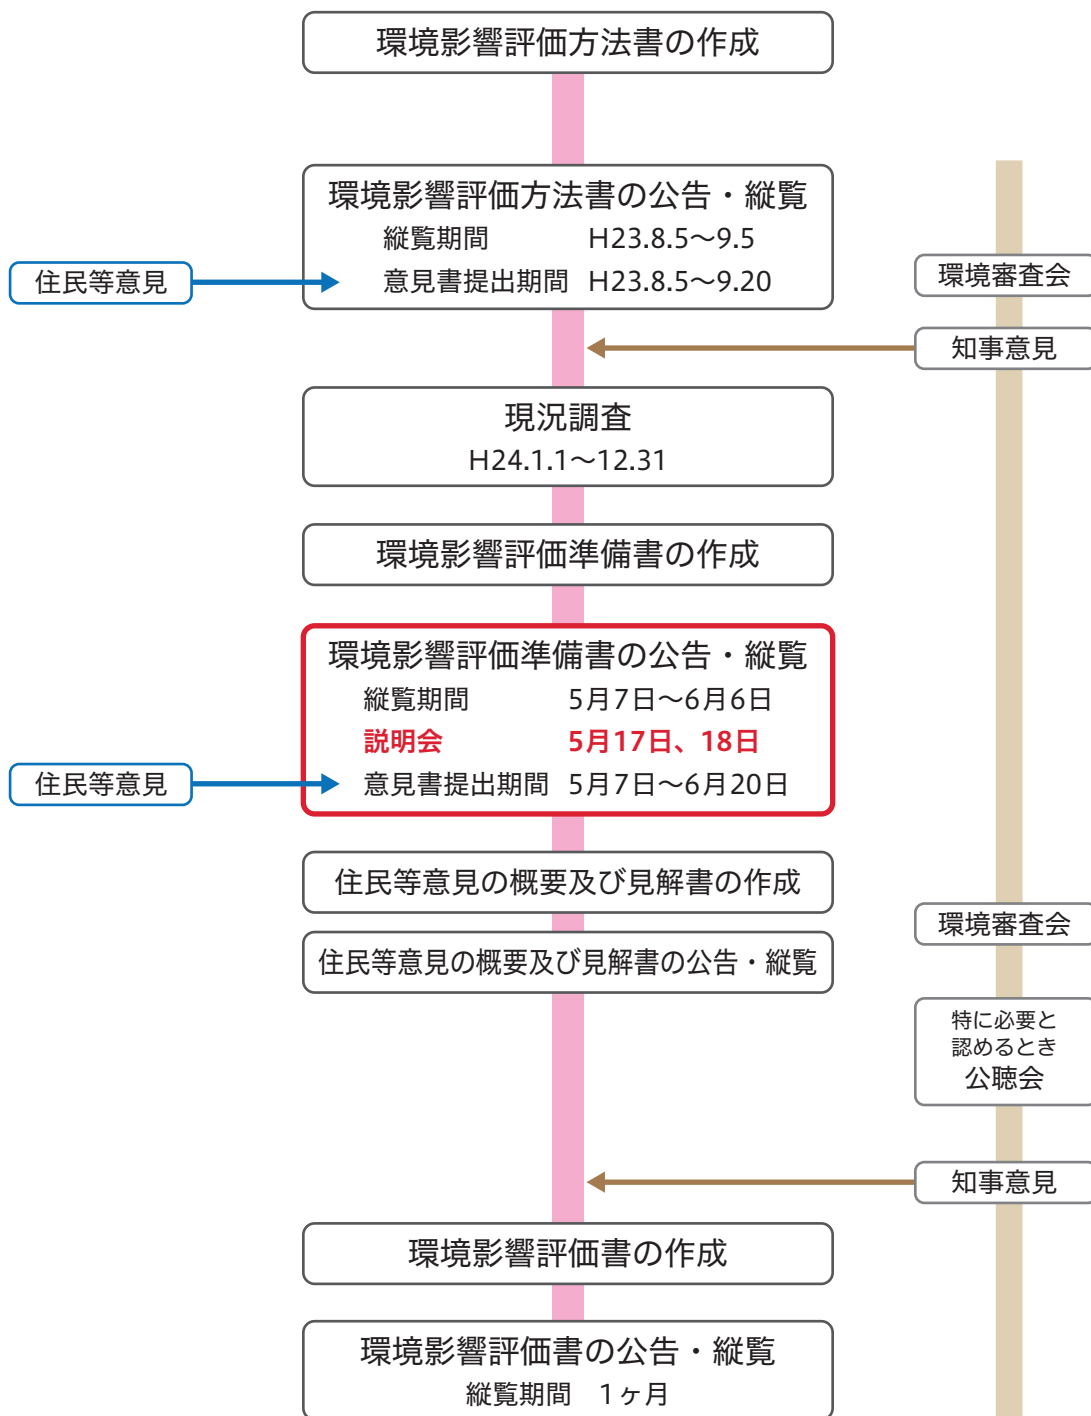 環境影響評価方法書の作成
環境影響評価方法書の公告・縦覧
縦覧期間 H23.8.5～9.5
住民等意見
意見書提出期間 H23.8.5～9.20
環境審査会
知事意見
現況調査
H24.1.1～12.31
環境影響評価準備書の作成
環境影響評価準備書の公告・縦覧
縦覧期間 5月7日～6月6日
説明会 5月17日、18日
住民等意見
意見書提出期間 5月7日～6月20日
住民等意見の概要及び見解書の作成
環境審査会
住民等意見の概要及び見解書の公告・縦覧
特に必要と
認めるとき
公聴会
知事意見
環境影響評価書の作成
環境影響評価書の公告・縦覧
縦覧期間 1ヶ月